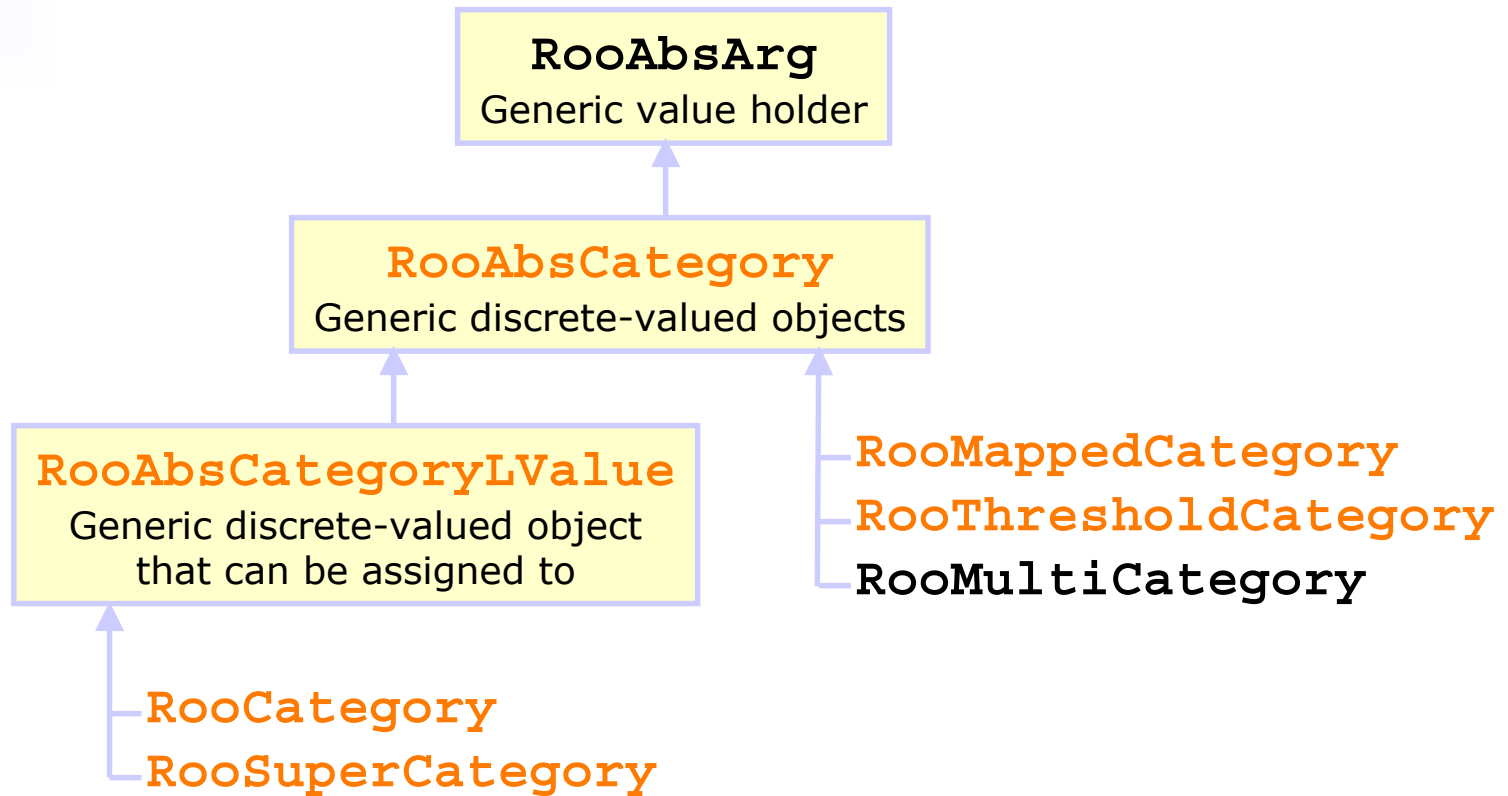 RooAbsArg
Generic value holder
RooAbsCategory
Generic discrete-valued objects
RooAbsCategoryLValue
Generic discrete-valued object
that can be assigned to
RooMappedCategory
RooThresholdCategory
RooMultiCategory
RooCategory
RooSuperCategory